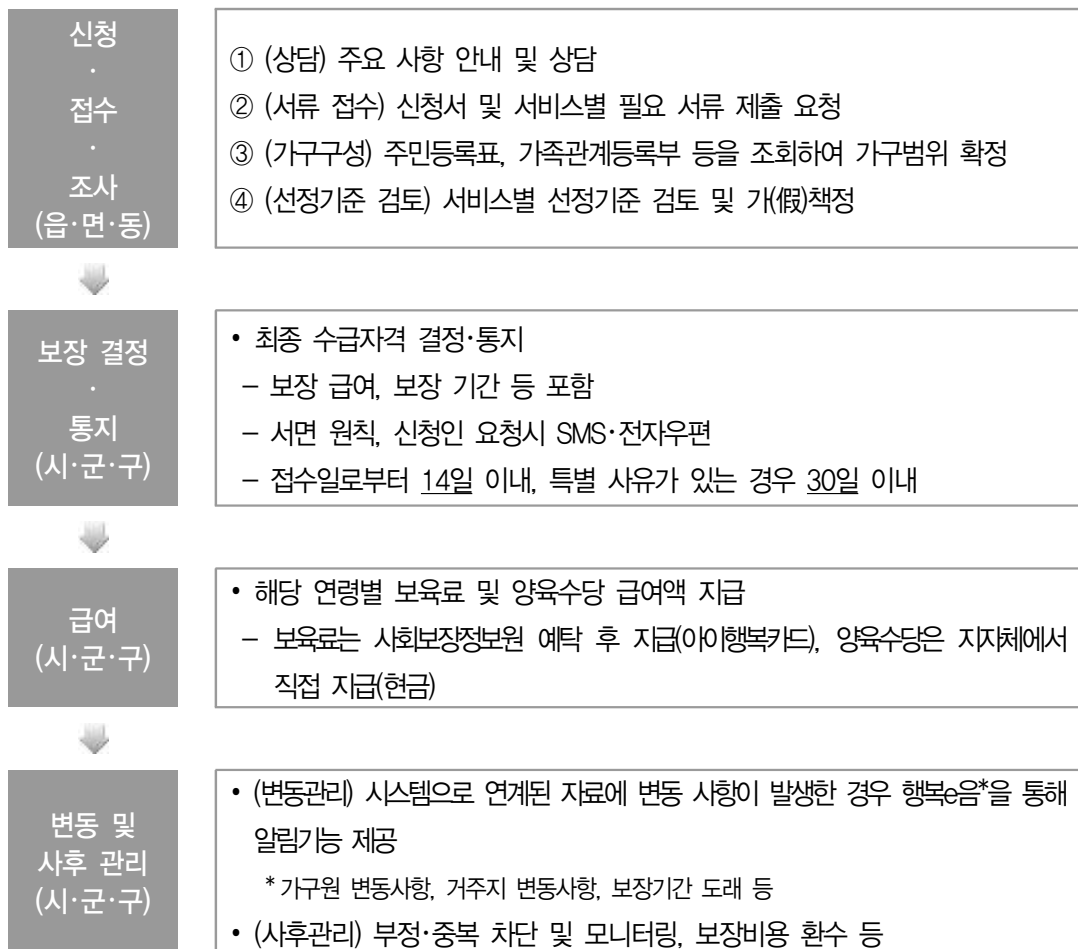 신청
·
접수
·
조사
(읍·면·동)
① (상담) 주요 사항 안내 및 상담
② (서류 접수) 신청서 및 서비스별 필요 서류 제출 요청
③ (가구구성) 주민등록표, 가족관계등록부 등을 조회하여 가구범위 확정
④ (선정기준 검토) 서비스별 선정기준 검토 및 가(假)책정
보장 결정
·
통지
(시·군·구)
• 최종 수급자격 결정·통지
– 보장 급여, 보장 기간 등 포함
– 서면 원칙, 신청인 요청시 SMS·전자우편
– 접수일로부터 14일 이내, 특별 사유가 있는 경우 30일 이내
급여
(시·군·구)
• 해당 연령별 보육료 및 양육수당 급여액 지급
– 보육료는 사회보장정보원 예탁 후 지급(아이행복카드), 양육수당은 지자체에서
직접 지급(현금)
변동 및
사후 관리
(시·군·구)
• (변동관리) 시스템으로 연계된 자료에 변동 사항이 발생한 경우 행복e음*을 통해
알림기능 제공
* 가구원 변동사항, 거주지 변동사항, 보장기간 도래 등
• (사후관리) 부정·중복 차단 및 모니터링, 보장비용 환수 등